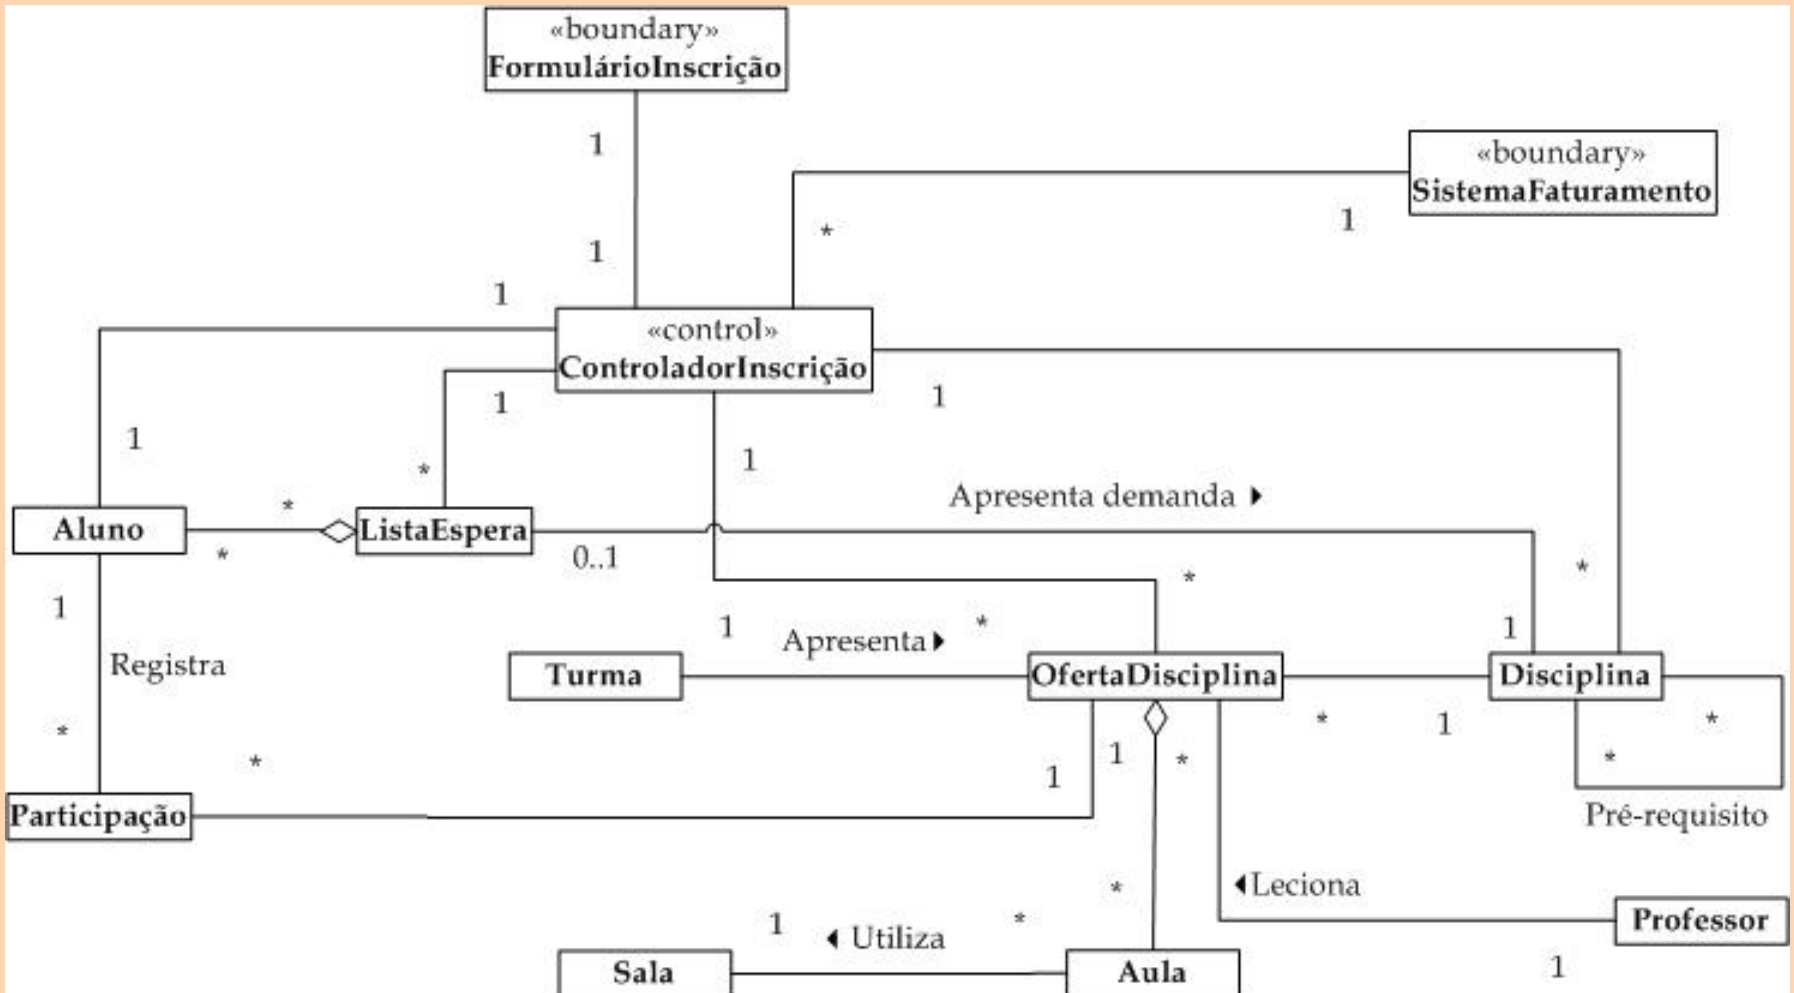 «boundary»
FormulárioInscrição
1
«boundary»
SistemaFaturamento
1
*
1
1
«control»
ControladorInscrição
1
1
1
*
1
Apresenta demanda
*
Aluno
*
ListaEspera
0..1
*
*
1
1
Apresenta
*
1
Registra
Turma
OfertaDisciplina
Disciplina
*
1
*
*
*
1
*
1
*
Participação
Pré-requisito
*
Leciona
1
Utiliza
*
Professor
Sala
Aula
1